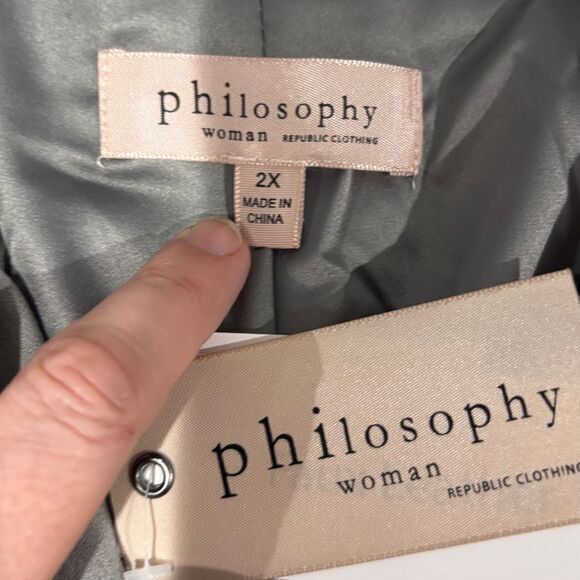 philosophy
woman REPUBLIC CLOTHING
2X
MADE IN
CHINA
philosophy
woman REPUBLIC CLOTHING